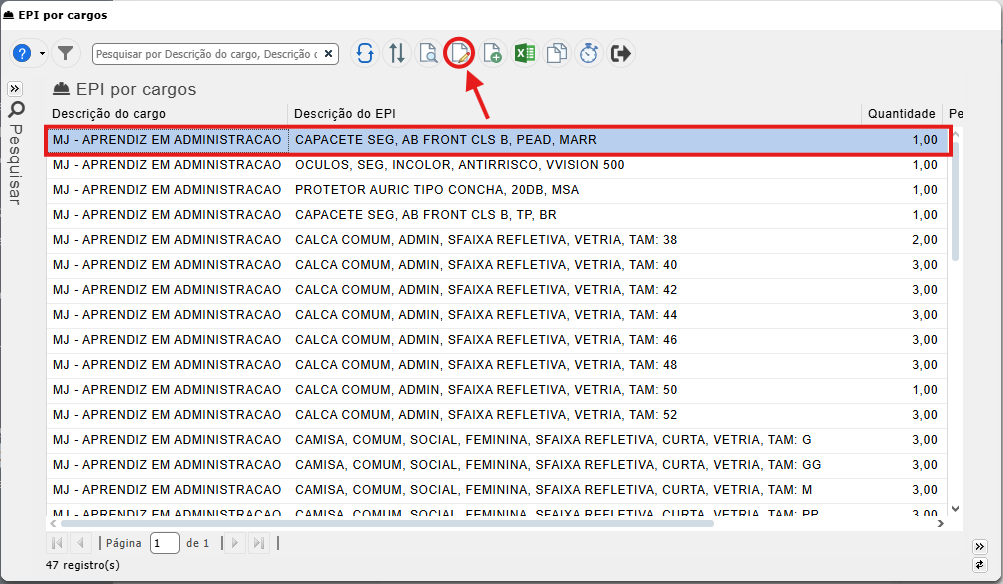 EPI por cargos
?
Pesquisar por Descrição do cargo, Descrição c
EPI por cargos
Pesquisar
Descrição do cargo Descrição do EPI Quantidade Pe
MJ - APRENDIZ EM ADMINISTRACAO CAPACETE SEG, AB FRONT CLS B, PEAD, MARR 1,00
MJ - APRENDIZ EM ADMINISTRACAO OCULOS, SEG, INCOLOR, ANTIRRISCO, VVISION 500 1,00
MJ - APRENDIZ EM ADMINISTRACAO PROTETOR AURIC TIPO CONCHA, 20DB, MSA 1,00
MJ - APRENDIZ EM ADMINISTRACAO CAPACETE SEG, AB FRONT CLS B, TP, BR 1,00
MJ - APRENDIZ EM ADMINISTRACAO CALCA COMUM, ADMIN, SFAIXA REFLETIVA, VETRIA, TAM: 38 2,00
MJ - APRENDIZ EM ADMINISTRACAO CALCA COMUM, ADMIN, SFAIXA REFLETIVA, VETRIA, TAM: 40 3,00
MJ - APRENDIZ EM ADMINISTRACAO CALCA COMUM, ADMIN, SFAIXA REFLETIVA, VETRIA, TAM: 42 3,00
MJ - APRENDIZ EM ADMINISTRACAO CALCA COMUM, ADMIN, SFAIXA REFLETIVA, VETRIA, TAM: 44 3,00
MJ - APRENDIZ EM ADMINISTRACAO CALCA COMUM, ADMIN, SFAIXA REFLETIVA, VETRIA, TAM: 46 3,00
MJ - APRENDIZ EM ADMINISTRACAO CALCA COMUM, ADMIN, SFAIXA REFLETIVA, VETRIA, TAM: 48 3,00
MJ - APRENDIZ EM ADMINISTRACAO CALCA COMUM, ADMIN, SFAIXA REFLETIVA, VETRIA, TAM: 50 1,00
MJ - APRENDIZ EM ADMINISTRACAO CALCA COMUM, ADMIN, SFAIXA REFLETIVA, VETRIA, TAM: 52 3,00
MJ - APRENDIZ EM ADMINISTRACAO CAMISA, COMUM, SOCIAL, FEMININA, SFAIXA REFLETIVA, CURTA, VETRIA, TAM: G 3,00
MJ - APRENDIZ EM ADMINISTRACAO CAMISA, COMUM, SOCIAL, FEMININA, SFAIXA REFLETIVA, CURTA, VETRIA, TAM: GG 3,00
MJ - APRENDIZ EM ADMINISTRACAO CAMISA, COMUM, SOCIAL, FEMININA, SFAIXA REFLETIVA, CURTA, VETRIA, TAM: M 3,00
MJ - APRENDIZ EM ADMINISTRACAO CAMISA, COMUM, SOCIAL, FEMININA, SFAIXA REFLETIVA, CURTA, VETRIA, TAM: PP 3,00
Página 1 de 1
47 registro(s)